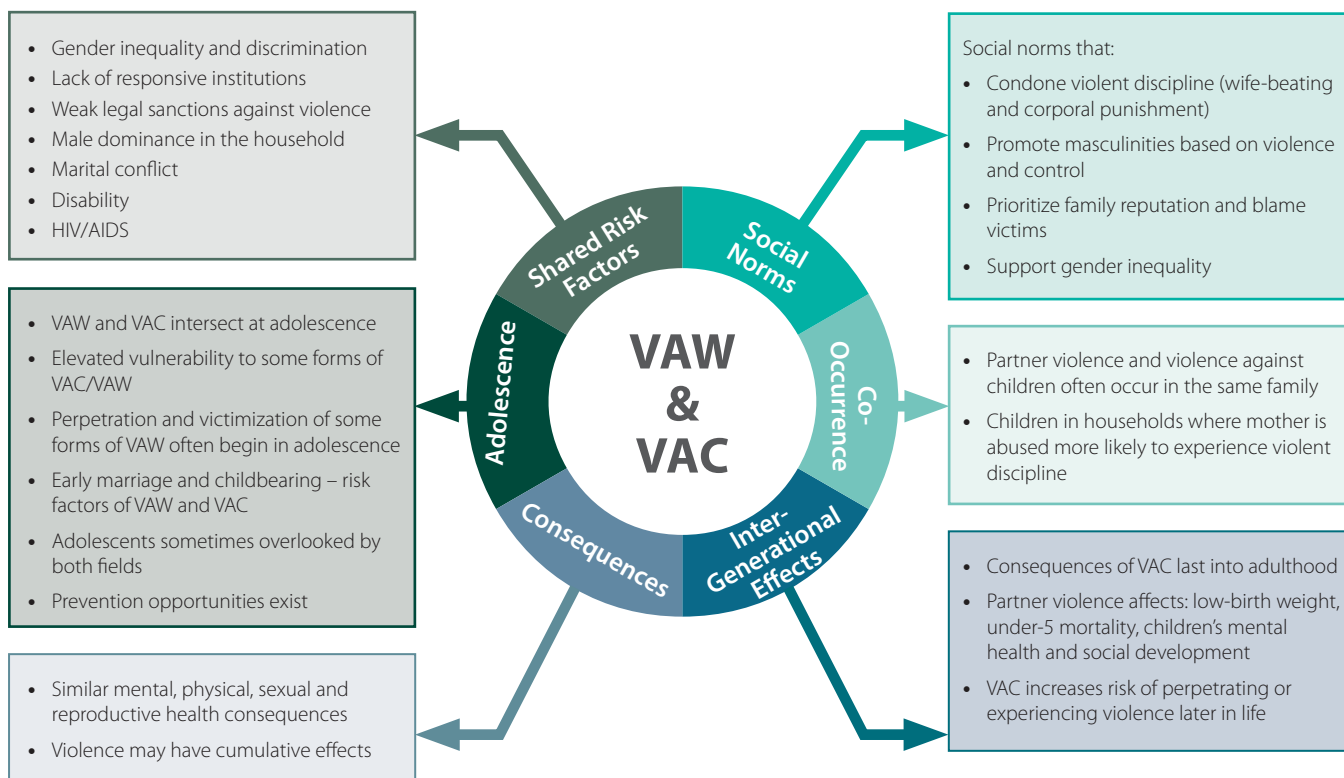 • Gender inequality and discrimination
• Lack of responsive institutions
• Weak legal sanctions against violence
• Male dominance in the household
• Marital conflict
• Disability
• HIV/AIDS
• VAW and VAC intersect at adolescence
• Elevated vulnerability to some forms of
VAC/VAW
• Perpetration and victimization of some
forms of VAW often begin in adolescence
• Early marriage and childbearing – risk
factors of VAW and VAC
• Adolescents sometimes overlooked by
both fields
• Prevention opportunities exist
• Similar mental, physical, sexual and
reproductive health consequences
• Violence may have cumulative effects
Shared Risk
Factors
Social
Norms
Adolescence
Co-
Occurrence
Consequences
Inter-
Generational
Effects
VAW
&
VAC
Social norms that:
• Condone violent discipline (wife-beating
and corporal punishment)
• Promote masculinities based on violence
and control
• Prioritize family reputation and blame
victims
• Support gender inequality
• Partner violence and violence against
children often occur in the same family
• Children in households where mother is
abused more likely to experience violent
discipline
• Consequences of VAC last into adulthood
• Partner violence affects: low-birth weight,
under-5 mortality, children’s mental
health and social development
• VAC increases risk of perpetrating or
experiencing violence later in life